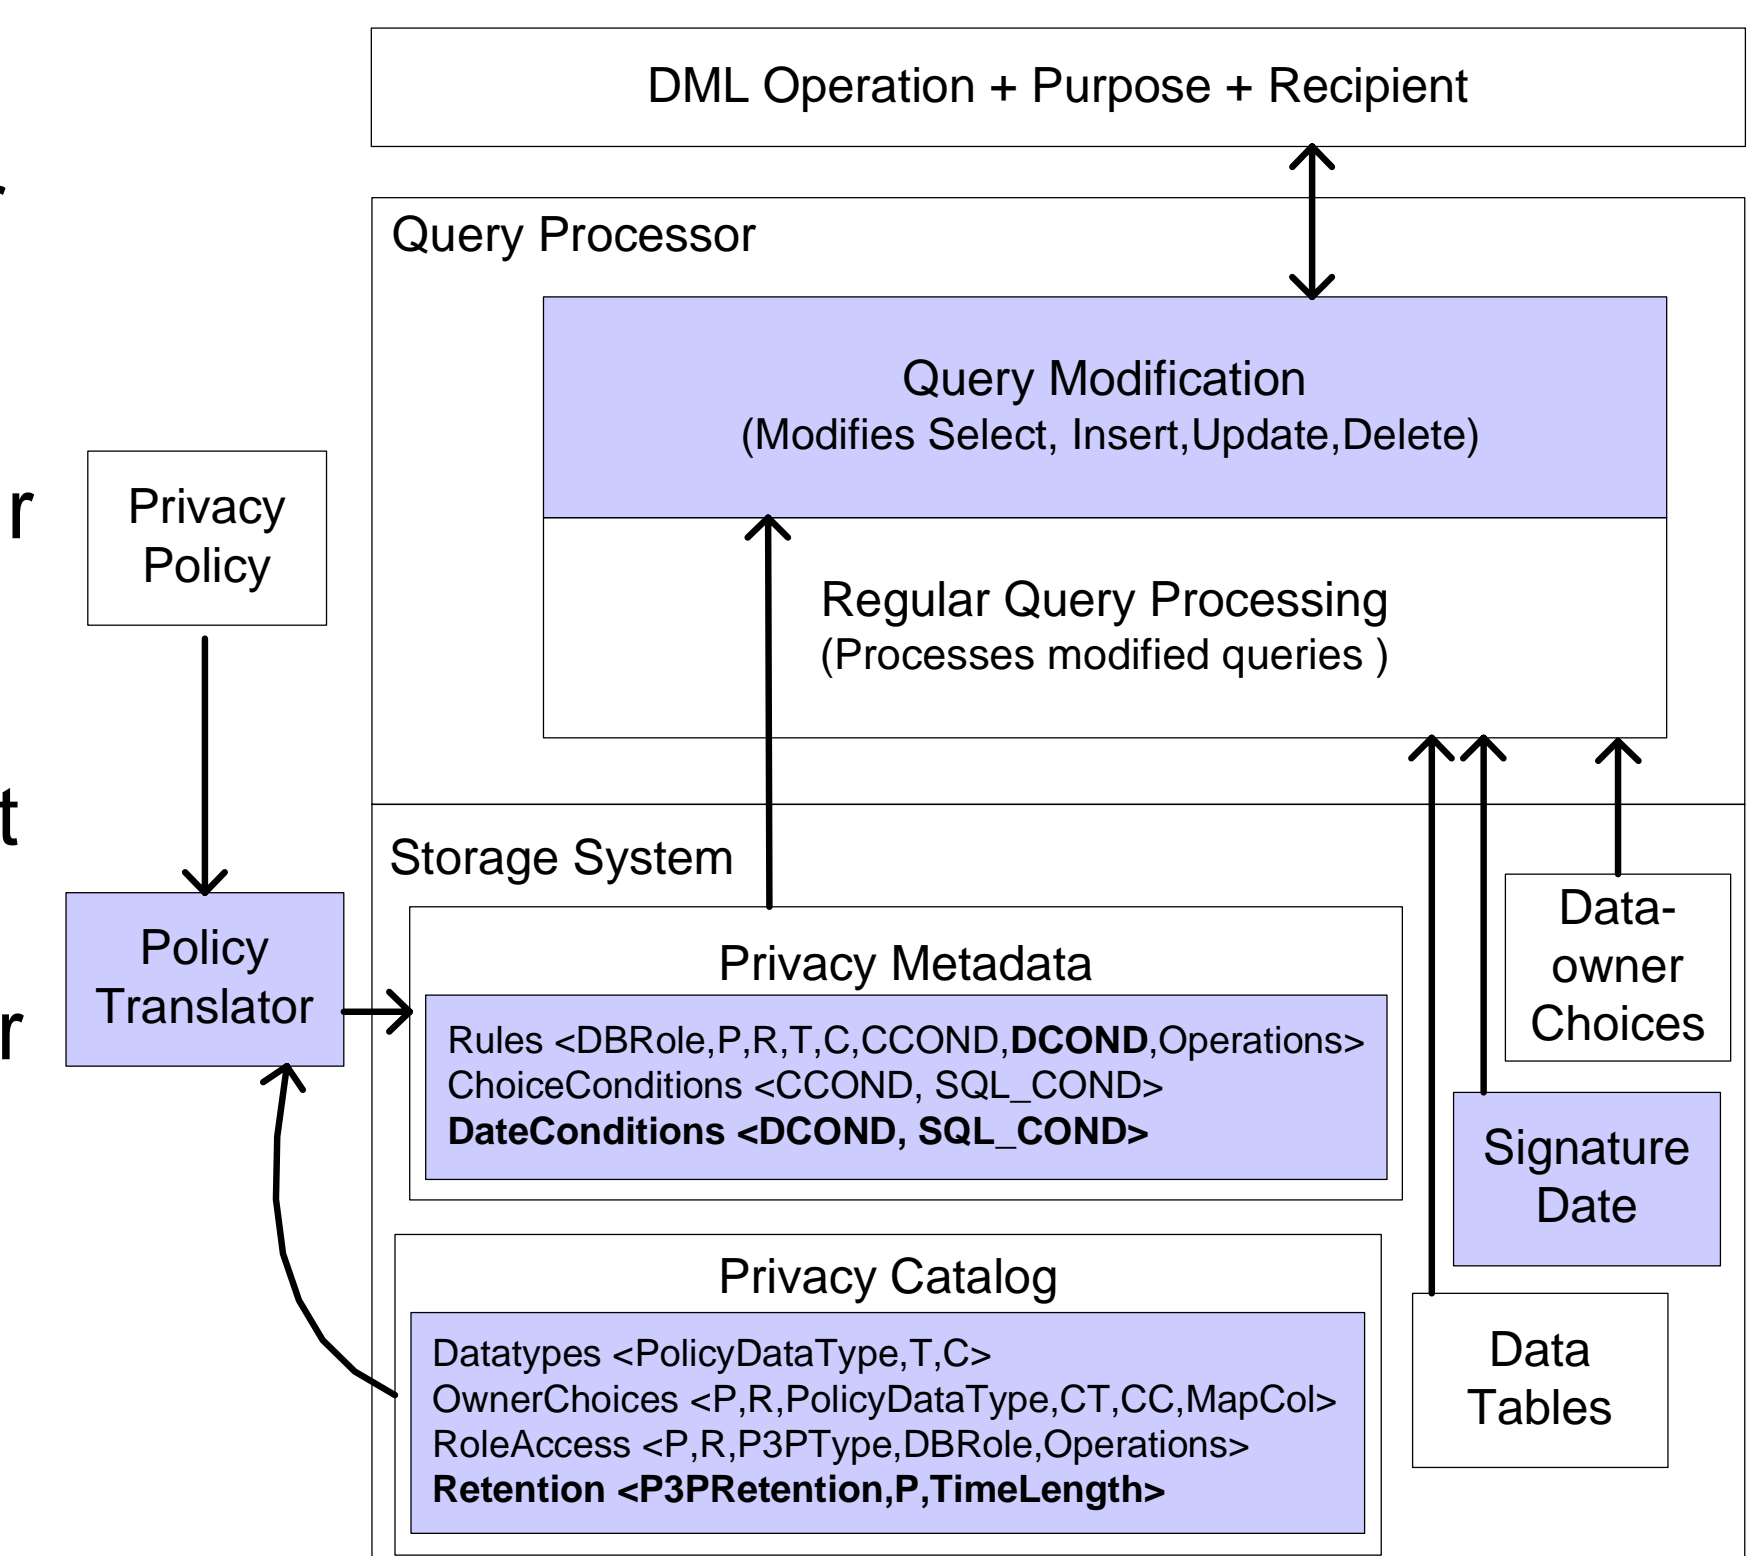 DML Operation + Purpose + Recipient
r
Query Processor
Query Modification
(Modifies Select, Insert,Update,Delete)
r
Privacy
Policy
Regular Query Processing
(Processes modified queries )
t
Storage System
Policy
Translator
r
Privacy Metadata
Rules <DBRole,P,R,T,C,CCOND,DCOND,Operations>
ChoiceConditions <CCOND, SQL_COND>
DateConditions <DCOND, SQL_COND>
Data-
owner
Choices
Signature
Date
Privacy Catalog
Datatypes <PolicyDataType,T,C>
OwnerChoices <P,R,PolicyDataType,CT,CC,MapCol>
RoleAccess <P,R,P3PType,DBRole,Operations>
Retention <P3PRetention,P,TimeLength>
Data
Tables